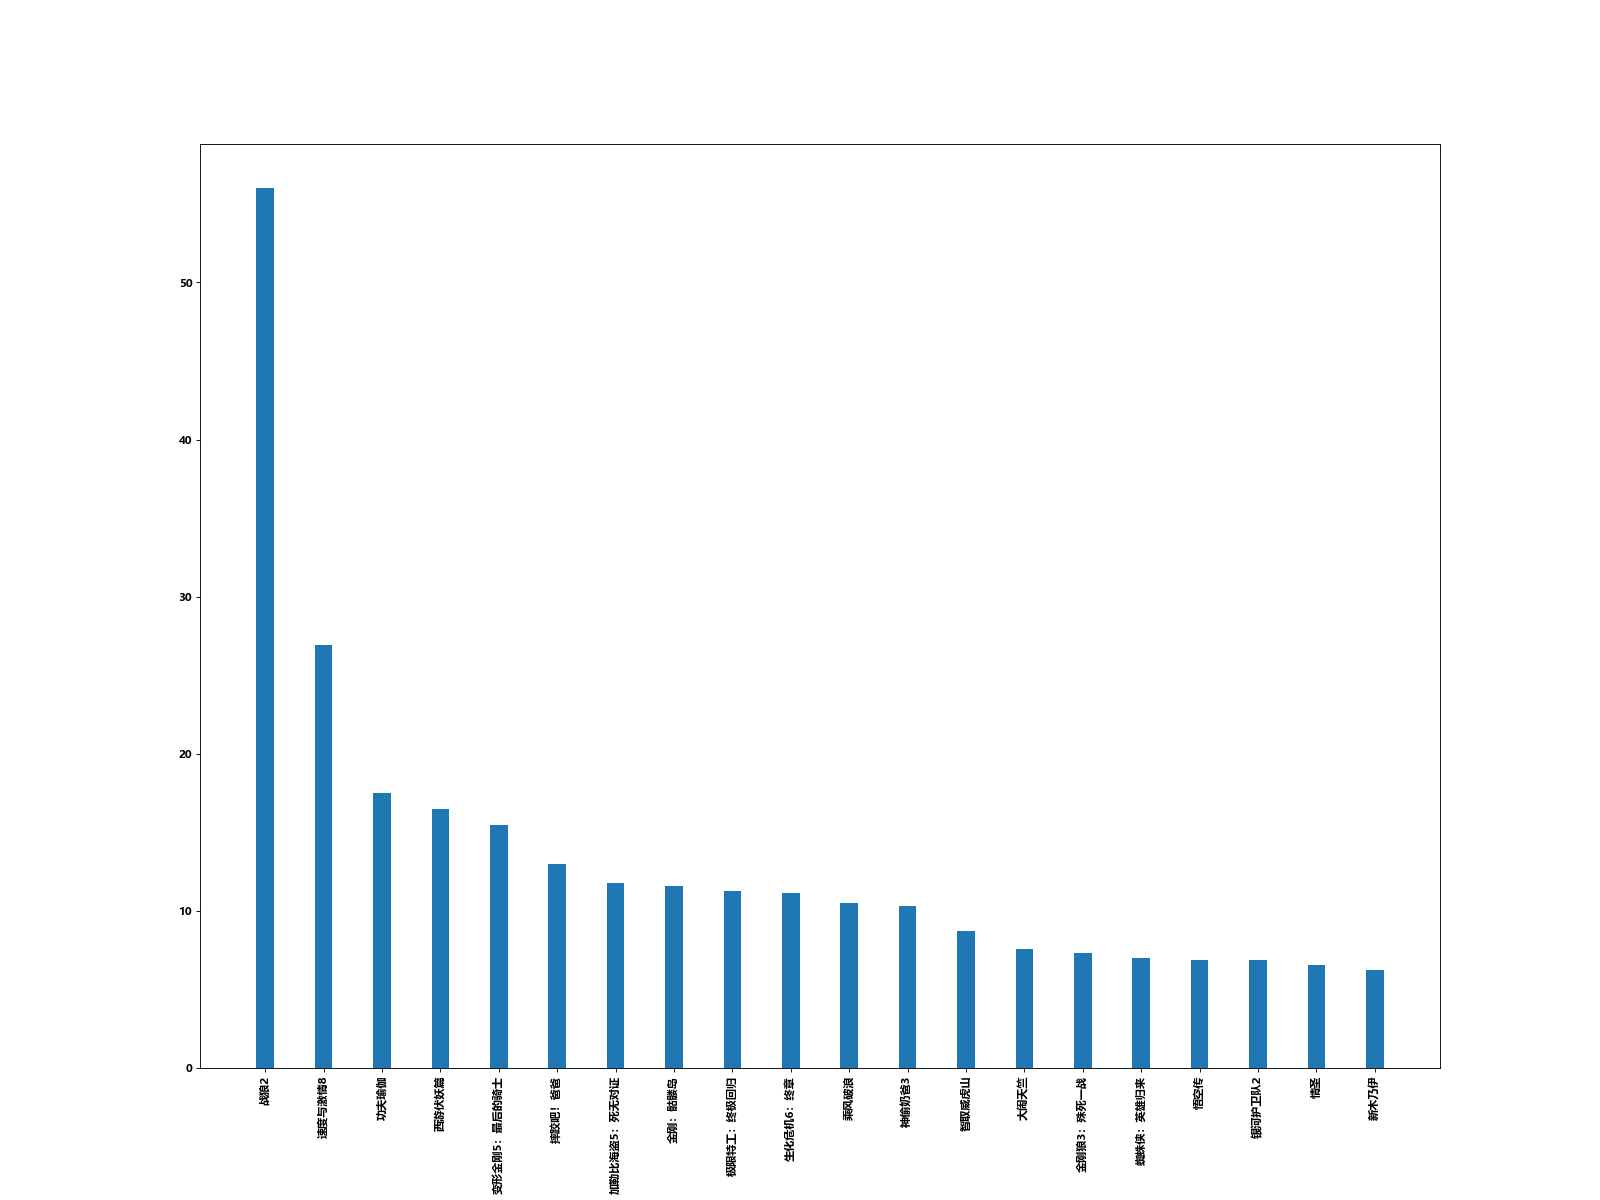 50
40
30
20
10
0
战狼2
速度与激情8
功夫瑜伽
西游伏妖篇
变形金刚5：最后的骑士
摔跤吧！爸爸
加勒比海盗5：死无对证
金刚：骷髅岛
极限特工：终极回归
生化危机6：终章
乘风破浪
神偷奶爸3
智取威虎山
大闹天竺
金刚狼3：殊死一战
蜘蛛侠：英雄归来
悟空传
银河护卫队2
情圣
新木乃伊